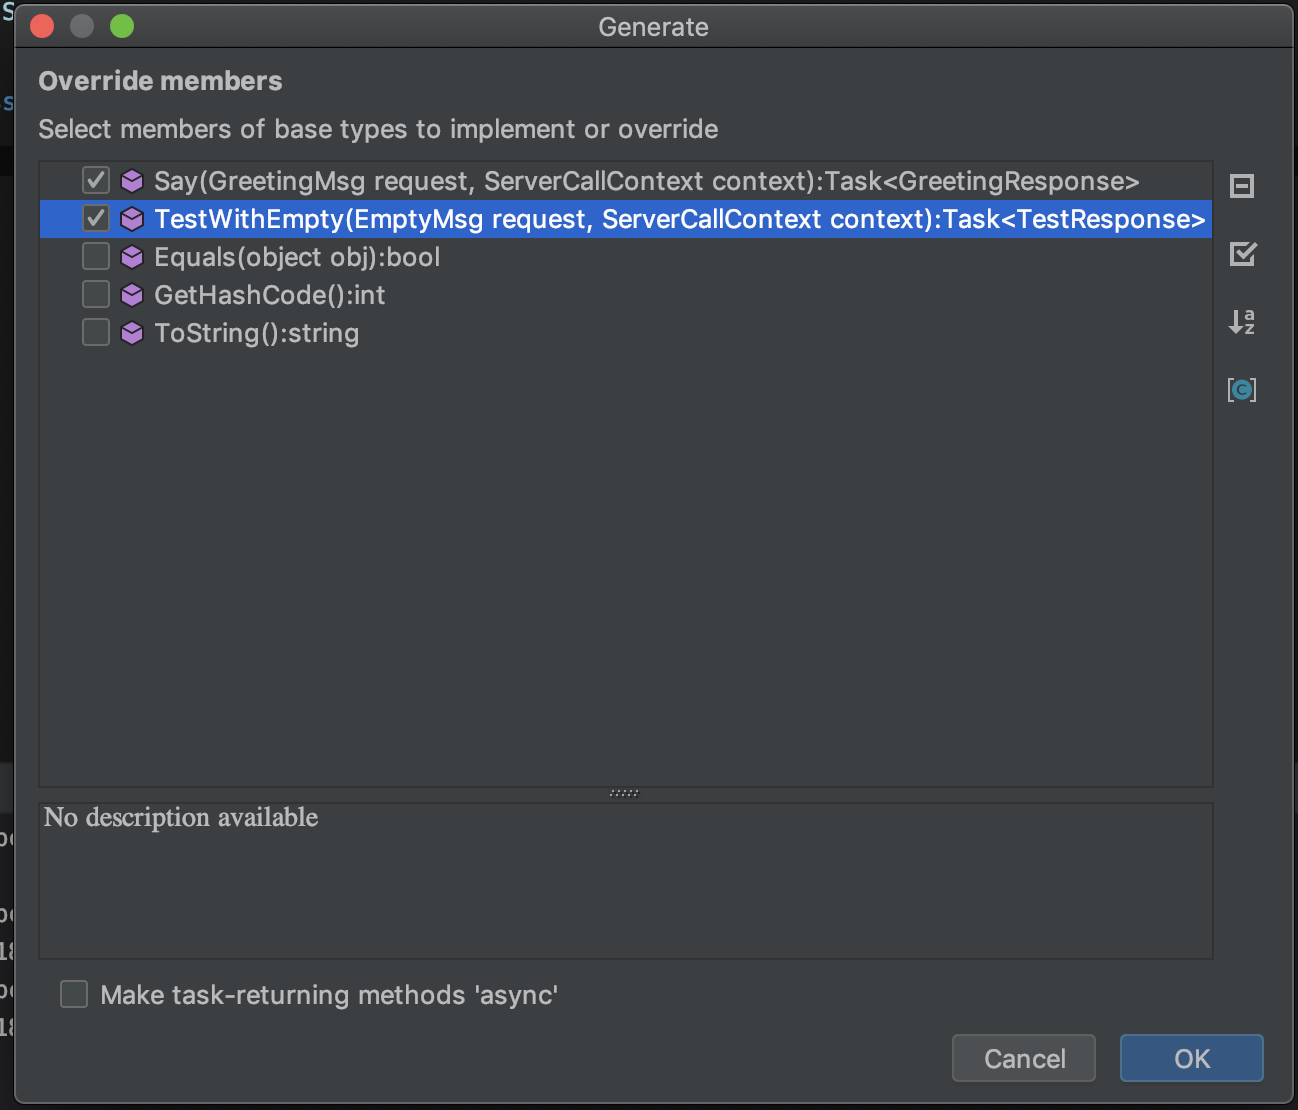 Generate
Override members
Select members of base types to implement or override
Say(GreetingMsg request, ServerCallContext context):Task<GreetingResponse>
TestWithEmpty(EmptyMsg request, ServerCallContext context):Task<TestResponse>
Equals(object obj):bool
GetHashCode():int
ToString():string
No description available
Make task-returning methods 'async'
Cancel
OK